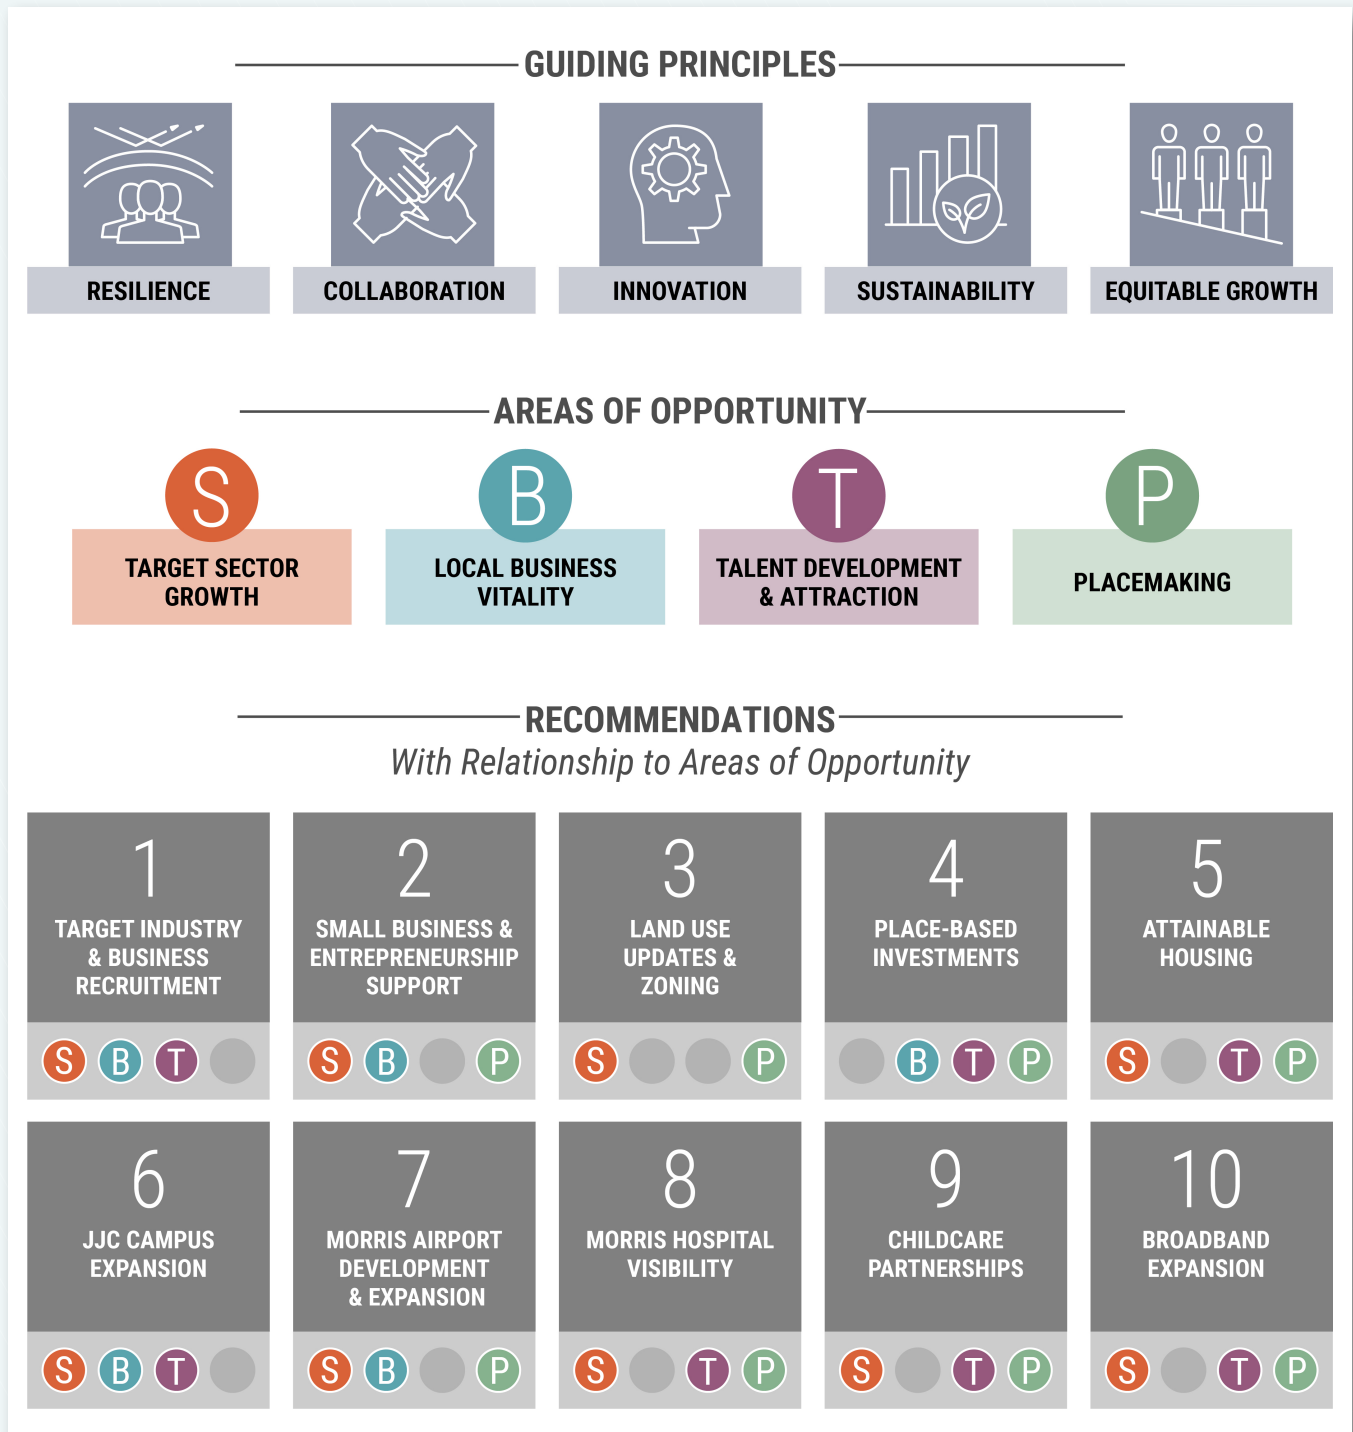 GUIDING PRINCIPLES
RESILIENCE
COLLABORATION
INNOVATION
SUSTAINABILITY
EQUITABLE GROWTH
AREAS OF OPPORTUNITY
S
B
T
P
TARGET SECTOR
GROWTH
LOCAL BUSINESS
VITALITY
TALENT DEVELOPMENT
& ATTRACTION
PLACEMAKING
RECOMMENDATIONS
With Relationship to Areas of Opportunity
1
TARGET INDUSTRY
& BUSINESS
RECRUITMENT
S B T
2
SMALL BUSINESS &
ENTREPRENEURSHIP
SUPPORT
S B P
3
LAND USE
UPDATES &
ZONING
S P
4
PLACE-BASED
INVESTMENTS
B T P
5
ATTAINABLE
HOUSING
S T P
6
JJC CAMPUS
EXPANSION
S B T
7
MORRIS AIRPORT
DEVELOPMENT
& EXPANSION
S B P
8
MORRIS HOSPITAL
VISIBILITY
S T P
9
CHILDCARE
PARTNERSHIPS
S T P
10
BROADBAND
EXPANSION
S T P